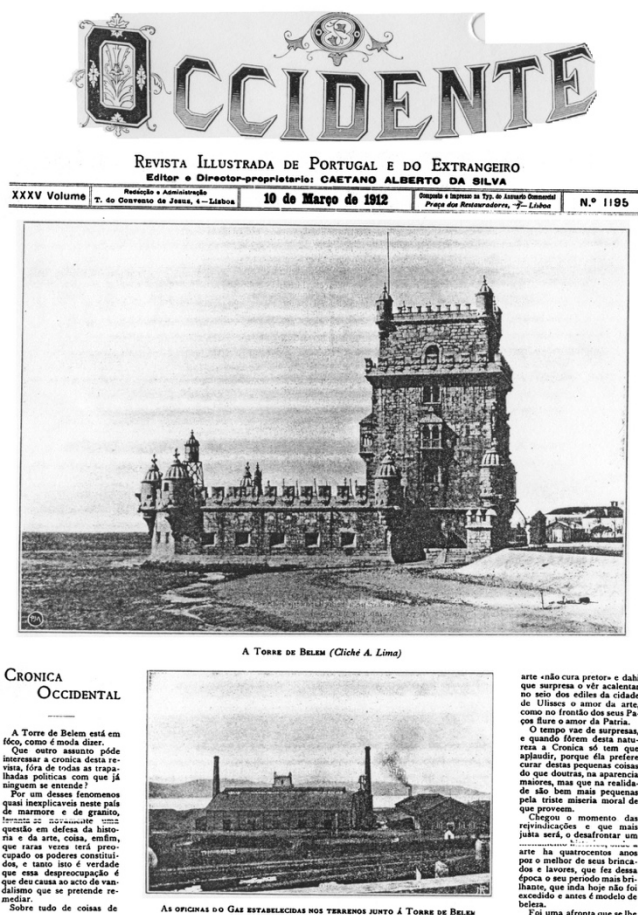 OCCIDENTE
REVISTA ILLUSTRADA DE PORTUGAL E DO EXTRANGEIRO
Editor e Director-proprietario: CAETANO ALBERTO DA SILVA
XXXV Volume
Redacção e Administração
T. do Convento de Jesus, 4—Lisboa
10 de Março de 1912
Composto e Impresso na Typ. do Annuario Commercial
Praça dos Restauradores, — Lisboa
N.º 1195
A TORRE DE BELEM (Cliché A. Lima)
CRONICA
OCCIDENTAL
A Torre de Belem está em
fóco, como é moda dizer.
Que outro assunto póde
interessar a cronica desta re-
vista, fóra de todas as trapa-
lhadas politicas com que já
ninguem se entende?
Por um desses fenomenos
quasi inexplicaveis neste país
de marmore e de granito,
levanta-se novamente uma
questão em defesa da histo-
ria e da arte, coisa, emfim,
que raras vezes terá preo-
cupado os poderes constitui-
dos, e tanto isto é verdade
que essa despreocupação é
que deu causa ao acto de van-
dalismo que se pretende re-
mediar.
Sobre tudo de coisas de
AS OFICINAS DO GAS ESTABELECIDAS NOS TERRENOS JUNTO Á TORRE DE BELEM
arte «não cura pretor» e dahi
que surpresa o vêr acalentar
no seio dos ediles da cidade
de Ulisses o amor da arte,
como no frontão dos seus Pa-
ços flure o amor da Patria.
O tempo vae de surpresas,
e quando fôrem desta natu-
reza a Cronica só tem que
aplaudir, porque éla prefere
curar destas pequenas coisas
do que doutras, na aparencia
maiores, mas que na realida-
de são bem mais pequenas
pela triste miseria moral de
que proveem.
Chegou o momento das
reivindicações e que mais
justa será, o desafrontar um
arte ha quatrocentos anos
poz o melhor de seus brinca-
dos e lavores, que fez dessa
época o seu periodo mais bri-
lhante, que inda hoje não foi
excedido e antes é modelo de
beleza.
Foi uma afronta que se lhe